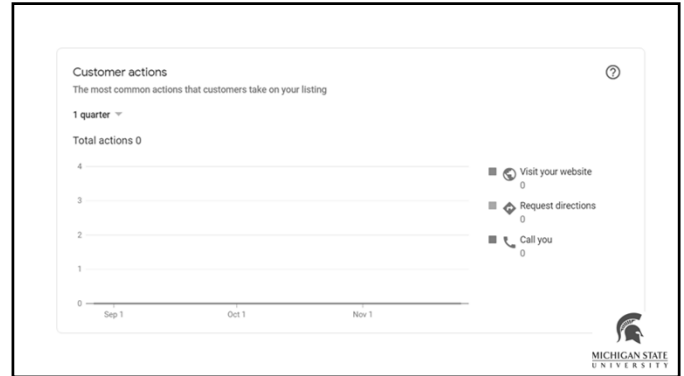 Customer actions
The most common actions that customers take on your listing
1 quarter
Total actions 0
4
3
2
1
0
Sep 1
Oct 1
Nov 1
Visit your website
0
Request directions
0
Call you
0
MICHIGAN STATE
UNIVERSITY